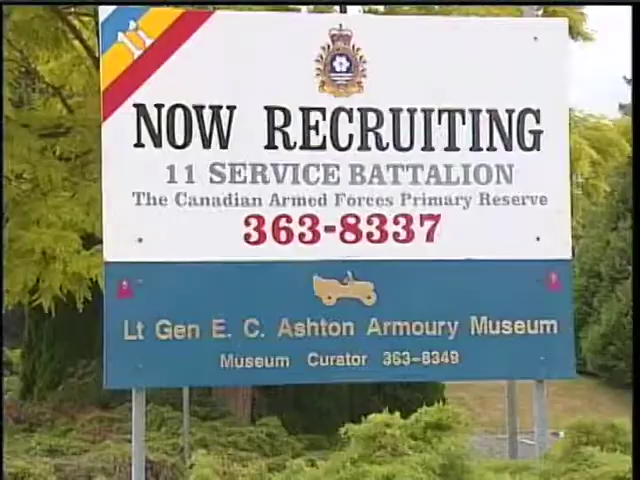 11
NOW RECRUITING
11 SERVICE BATTALION
The Canadian Armed Forces Primary Reserve
363-8337
Lt Gen E. C. Ashton Armoury Museum
Museum Curator 363-8349